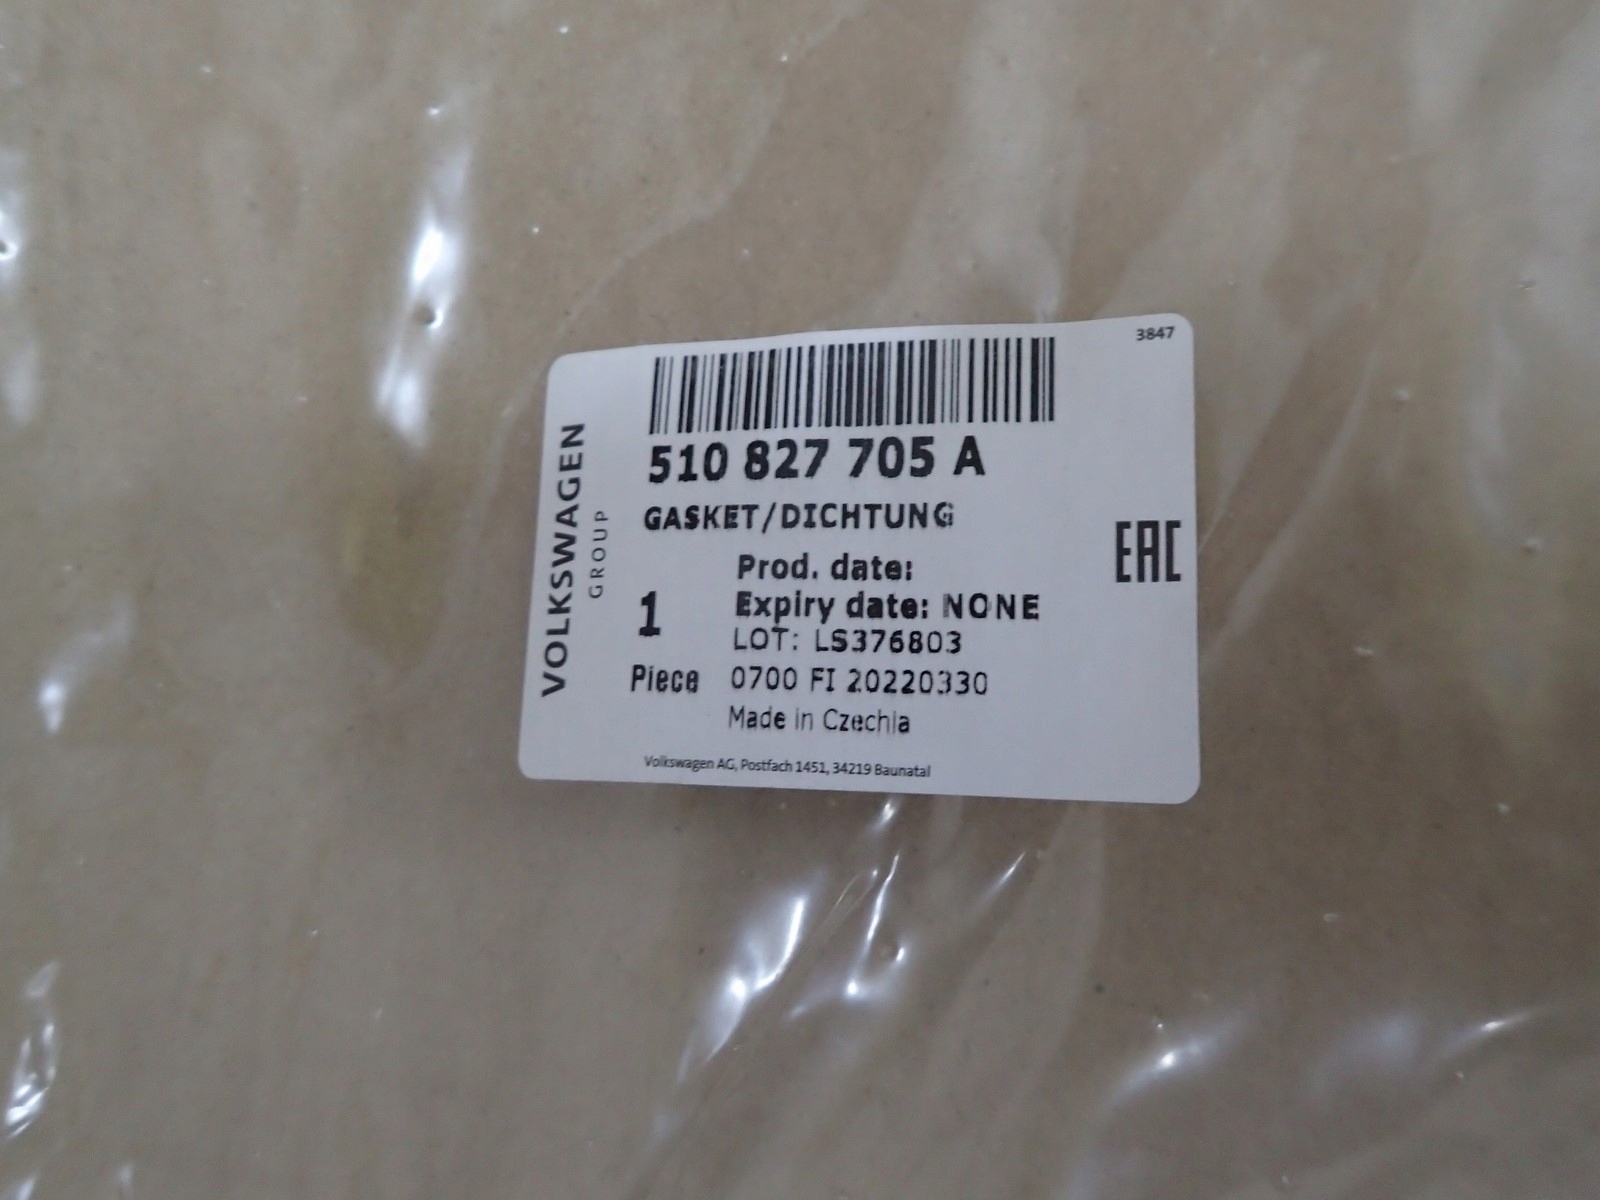 3847
VOLKSWAGEN
GROUP
510 827 705 A
GASKET/DICHTUNG
Prod. date:
Expiry date: NONE
1
LOT: LS376803
Piece
0700 FI 20220330
Made in Czechia
EAC
Volkswagen AG, Postfach 1451, 34219 Baunatal